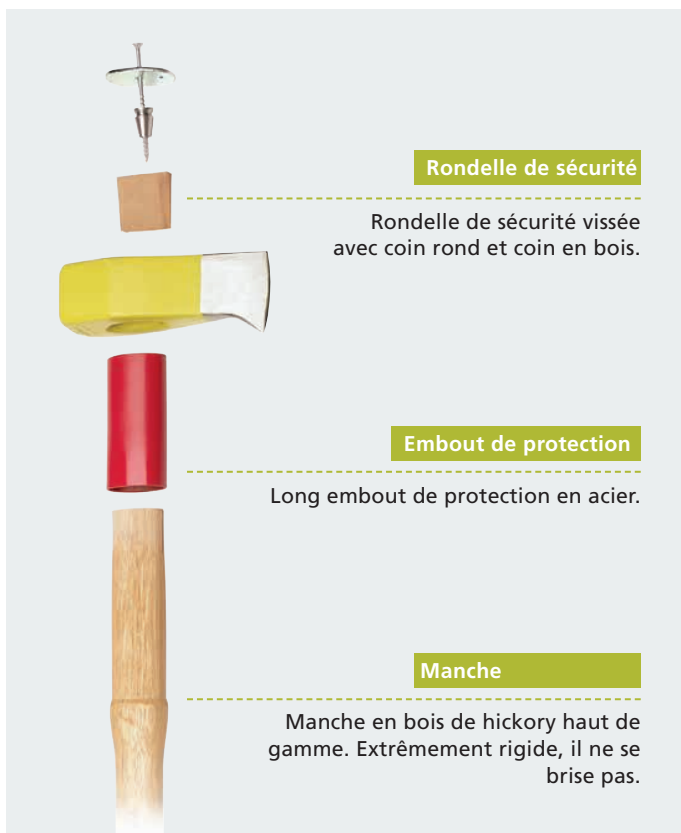 Rondelle de sécurité
Rondelle de sécurité vissée
avec coin rond et coin en bois.
Embout de protection
Long embout de protection en acier.
Manche
Manche en bois de hickory haut de
gamme. Extrêmement rigide, il ne se
brise pas.